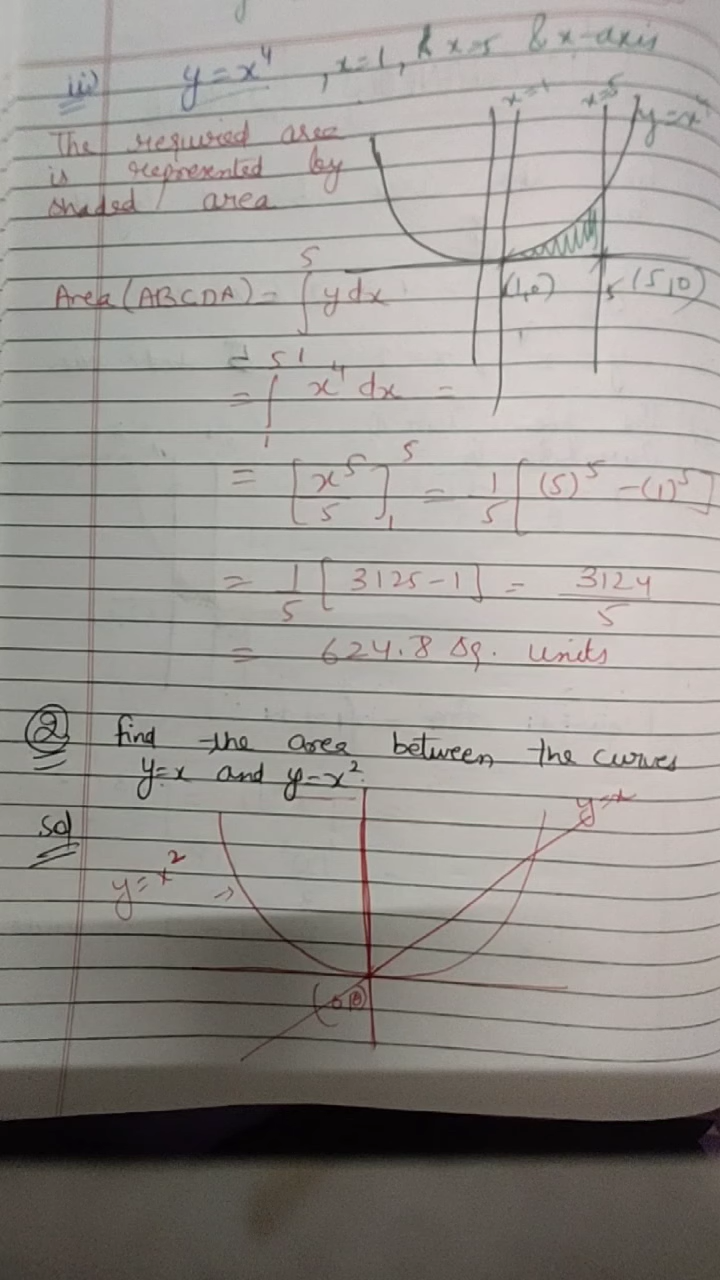 iii) y = x⁴, x=1, & x=5 & x-axis
x=1
x=5
y=x⁴
The required area
is represented by
shaded area
(1,0)
5 (5,0)
Area (ABCDA) = ∫₁⁵ y dx
= ∫₁⁵ x⁴ dx =
= [x⁵/5]₁⁵ = 1/5 [(5)⁵ - (1)⁵]
= 1/5 [3125-1] = 3124/5
= 624.8 sq. units
② find the area between the curves
y=x and y=x².
Sol
y=x
y=x² →